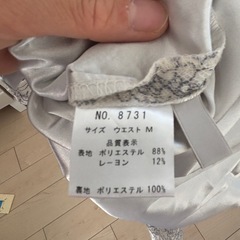 NO. 8731
サイズ ウエスト M
品質表示
表地 ポリエステル 88%
レーヨン 12%
裏地 ポリエステル 100%